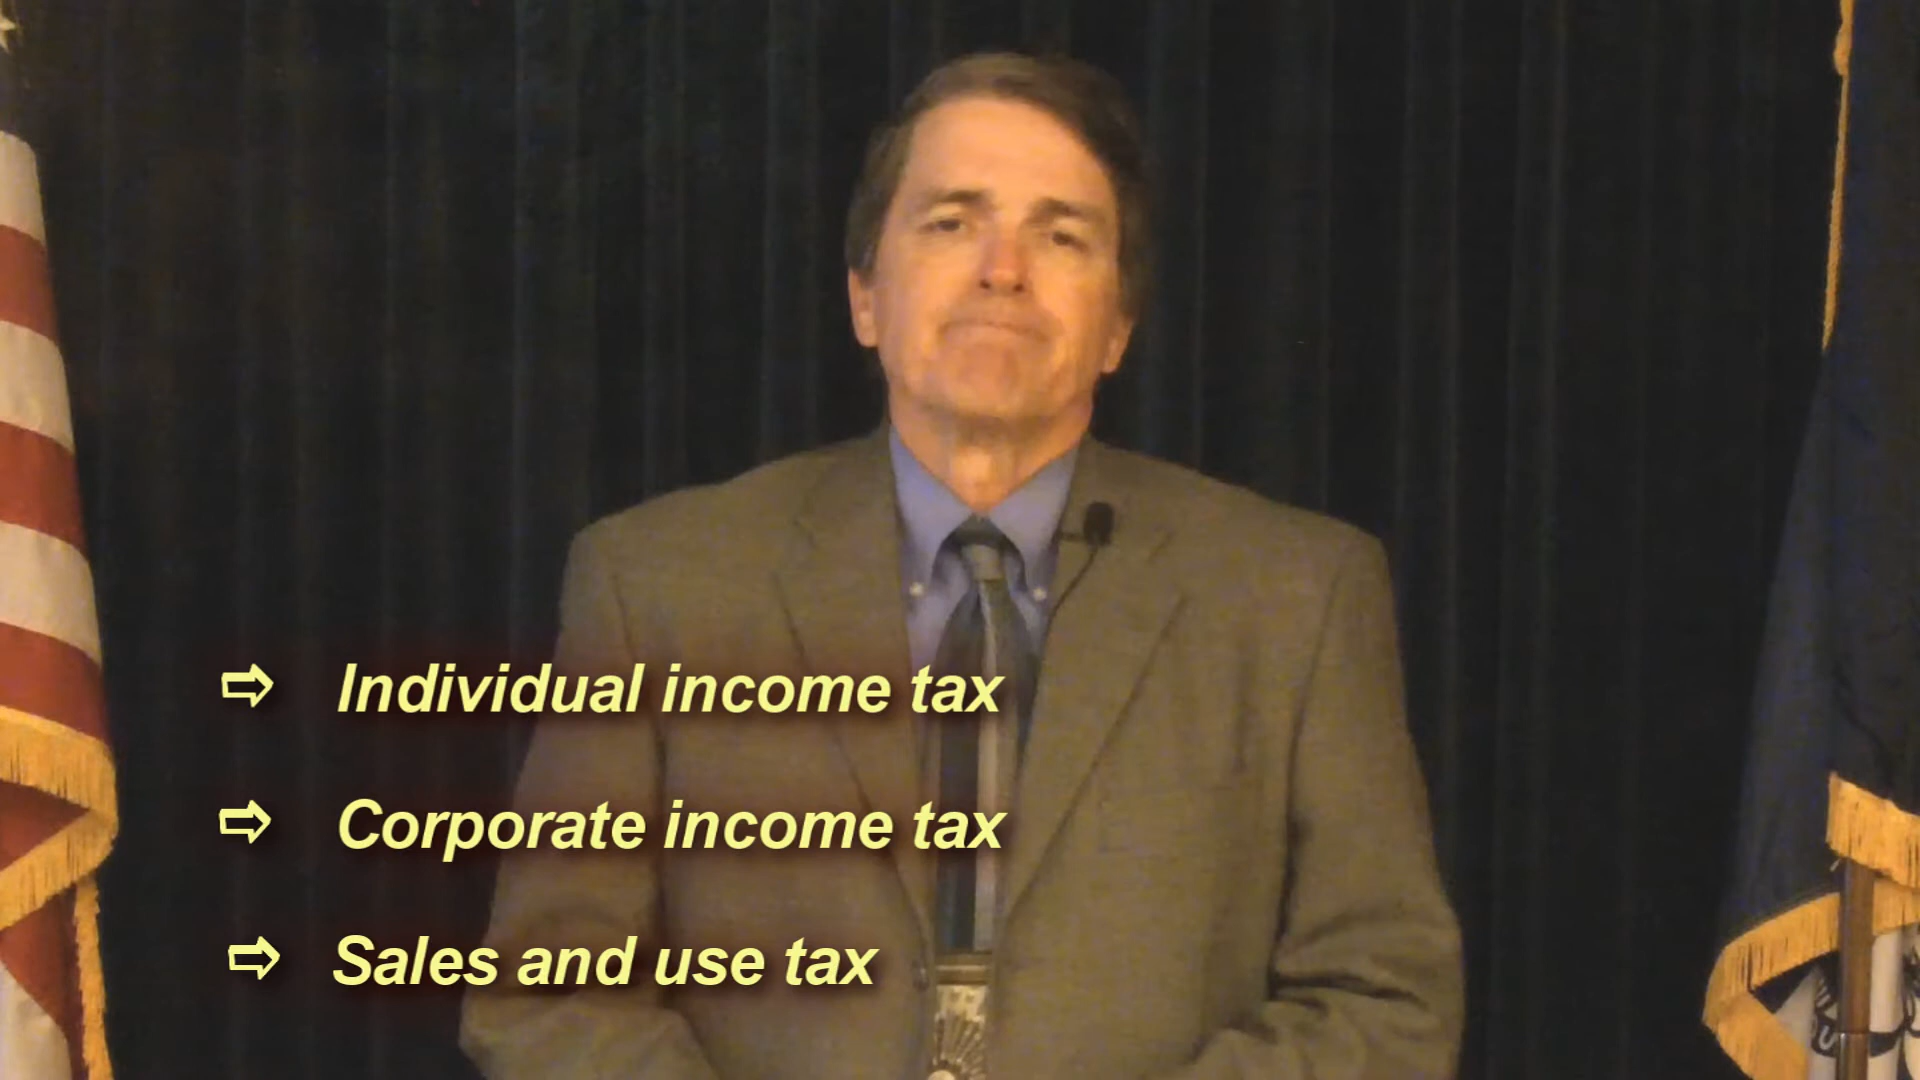 ⇨ Individual income tax
⇨ Corporate income tax
⇨ Sales and use tax